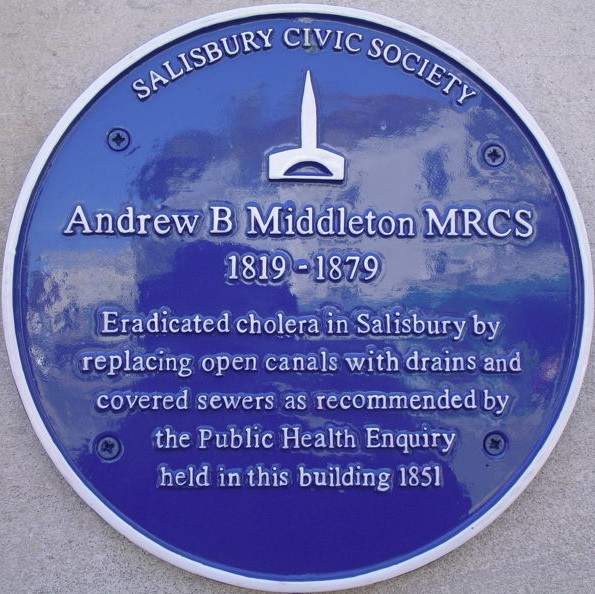 SALISBURY CIVIC SOCIETY
Andrew B Middleton MRCS
1819 - 1879
Eradicated cholera in Salisbury by
replacing open canals with drains and
covered sewers as recommended by
the Public Health Enquiry
held in this building 1851